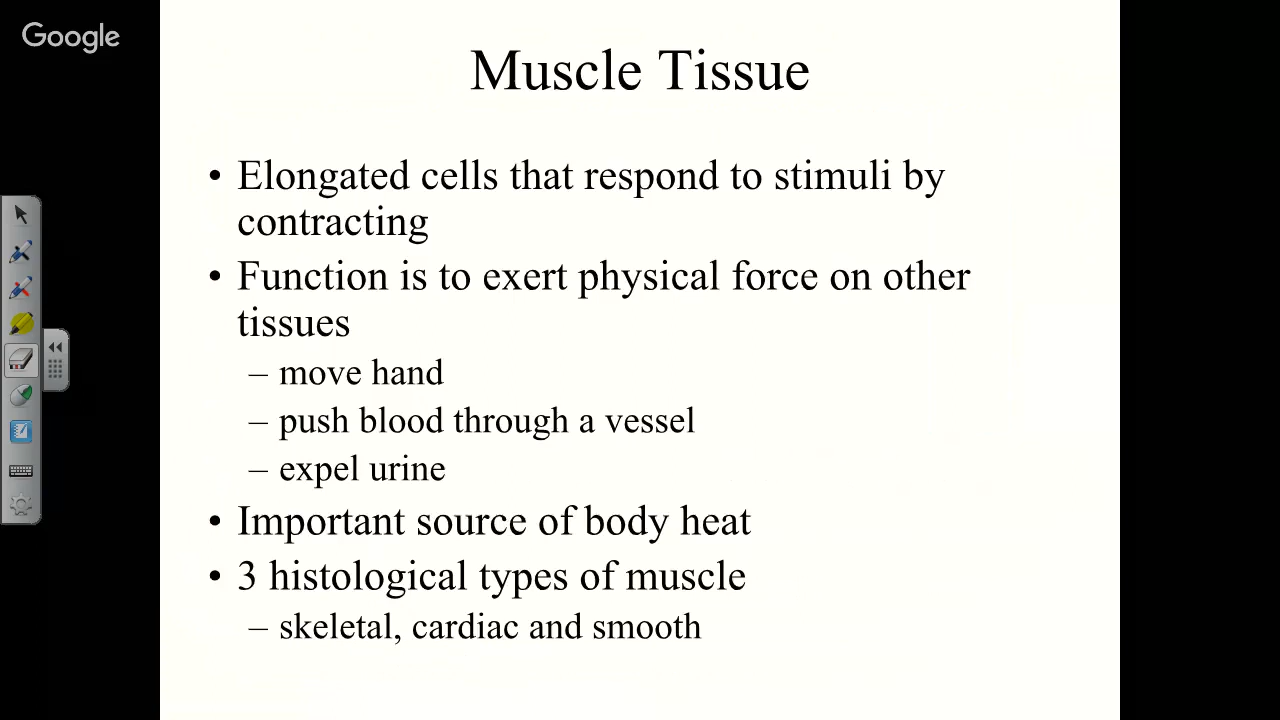 Google
Muscle Tissue
• Elongated cells that respond to stimuli by
contracting
• Function is to exert physical force on other
tissues
– move hand
– push blood through a vessel
– expel urine
• Important source of body heat
• 3 histological types of muscle
– skeletal, cardiac and smooth